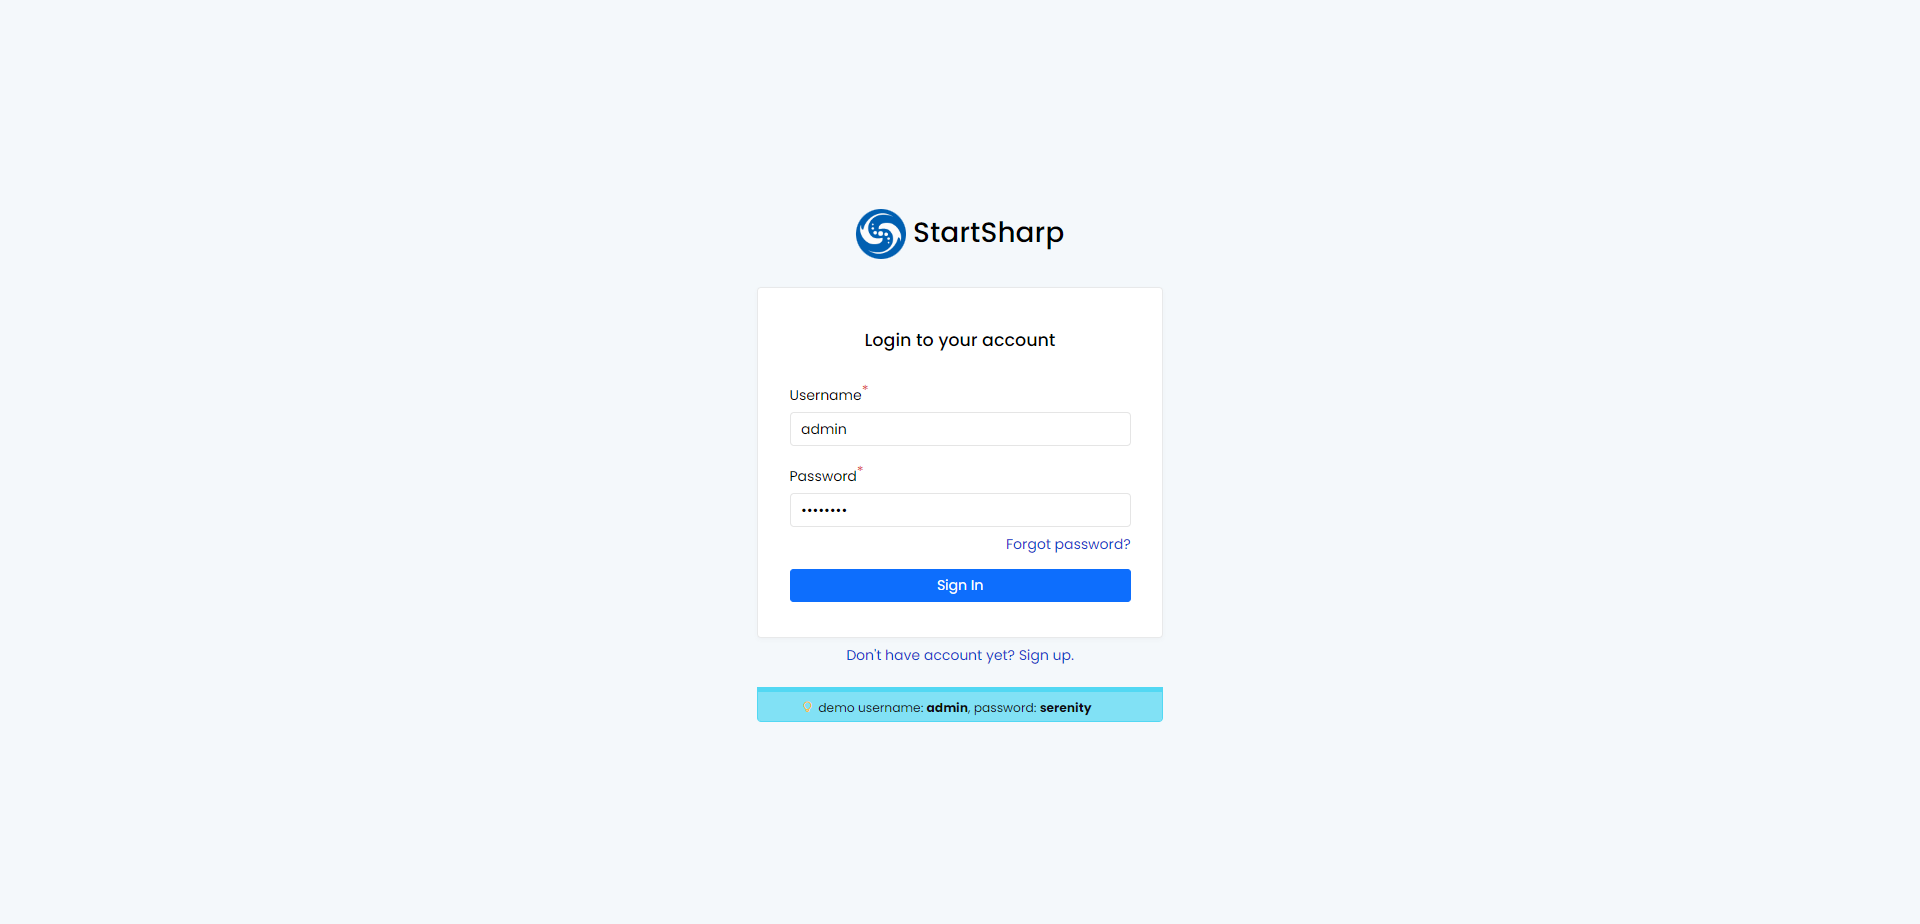 StartSharp
Login to your account
Username*
admin
Password*
••••••••
Forgot password?
Sign In
Don't have account yet? Sign up.
demo username: admin, password: serenity